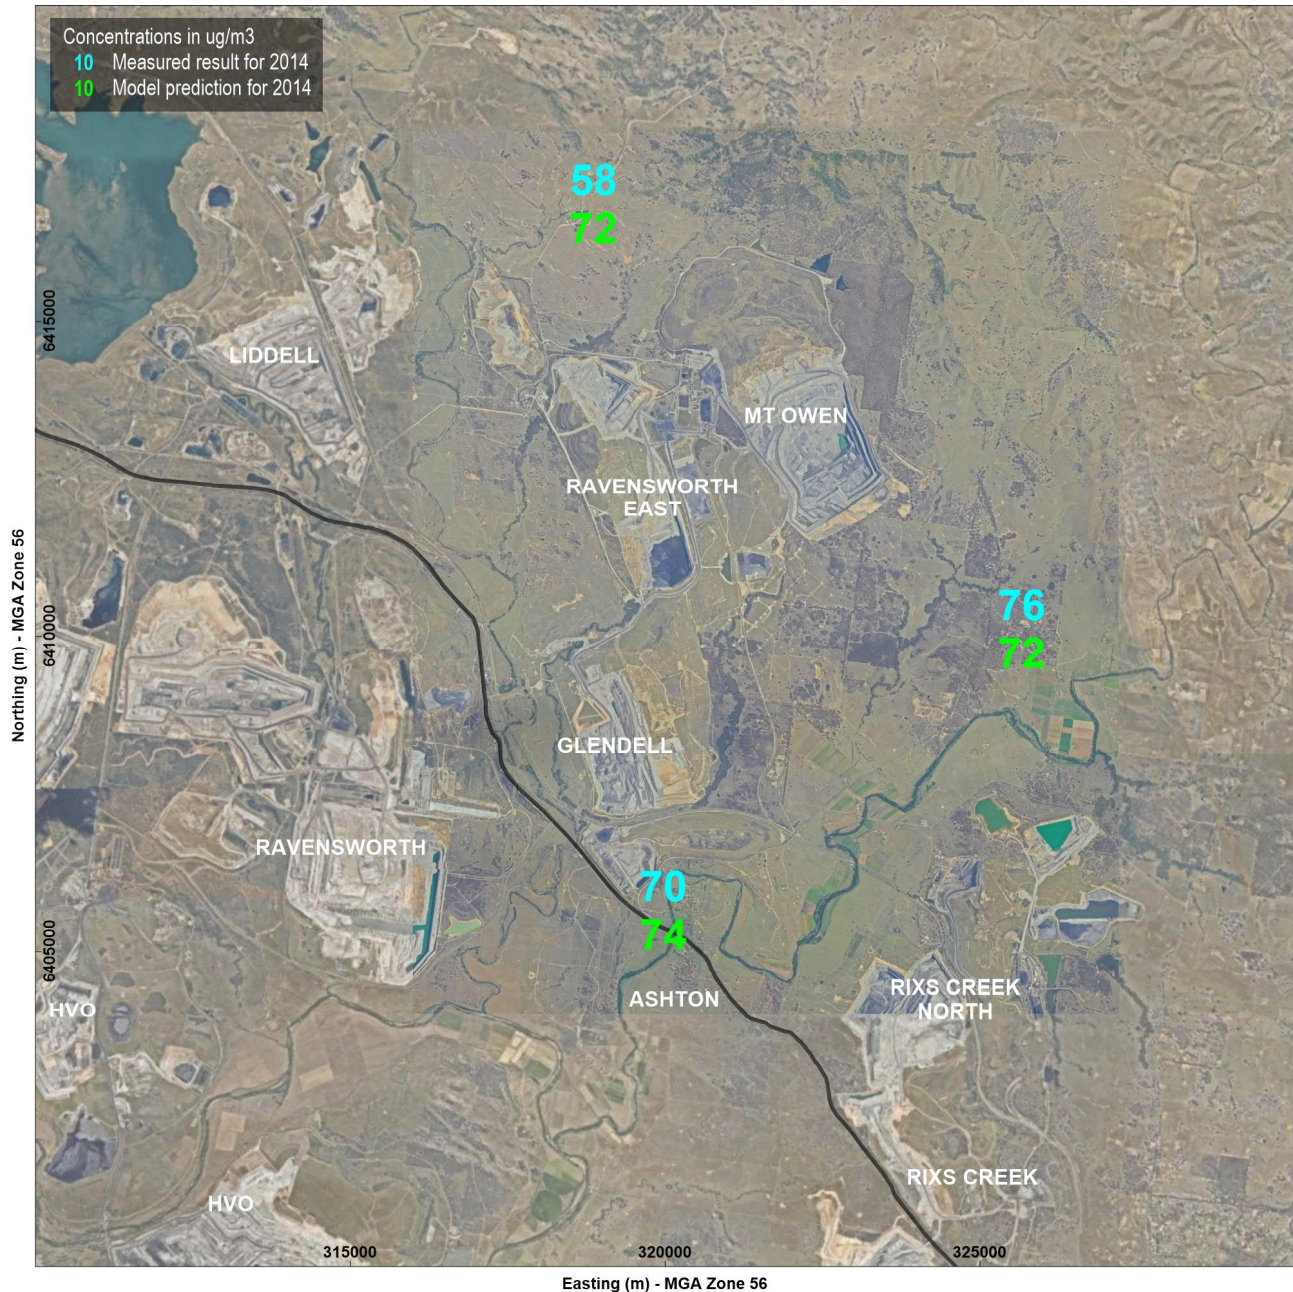 Concentrations in ug/m3
10 Measured result for 2014
10 Model prediction for 2014
58
72
6415000
LIDDELL
MT OWEN
RAVENSWORTH
EAST
Northing (m) - MGA Zone 56
6410000
76
72
GLENDELL
RAVENSWORTH
70
74
6405000
ASHTON
RIXS CREEK
NORTH
HVO
RIXS CREEK
HVO
315000
320000
325000
Easting (m) - MGA Zone 56